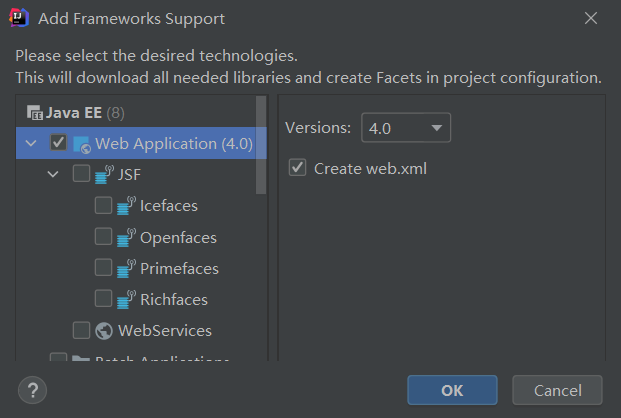 Add Frameworks Support
Please select the desired technologies.
This will download all needed libraries and create Facets in project configuration.
Java EE (8)
Web Application (4.0)
JSF
Icefaces
Openfaces
Primefaces
Richfaces
WebServices
Batch Applications
Versions: 4.0
Create web.xml
?
OK
Cancel